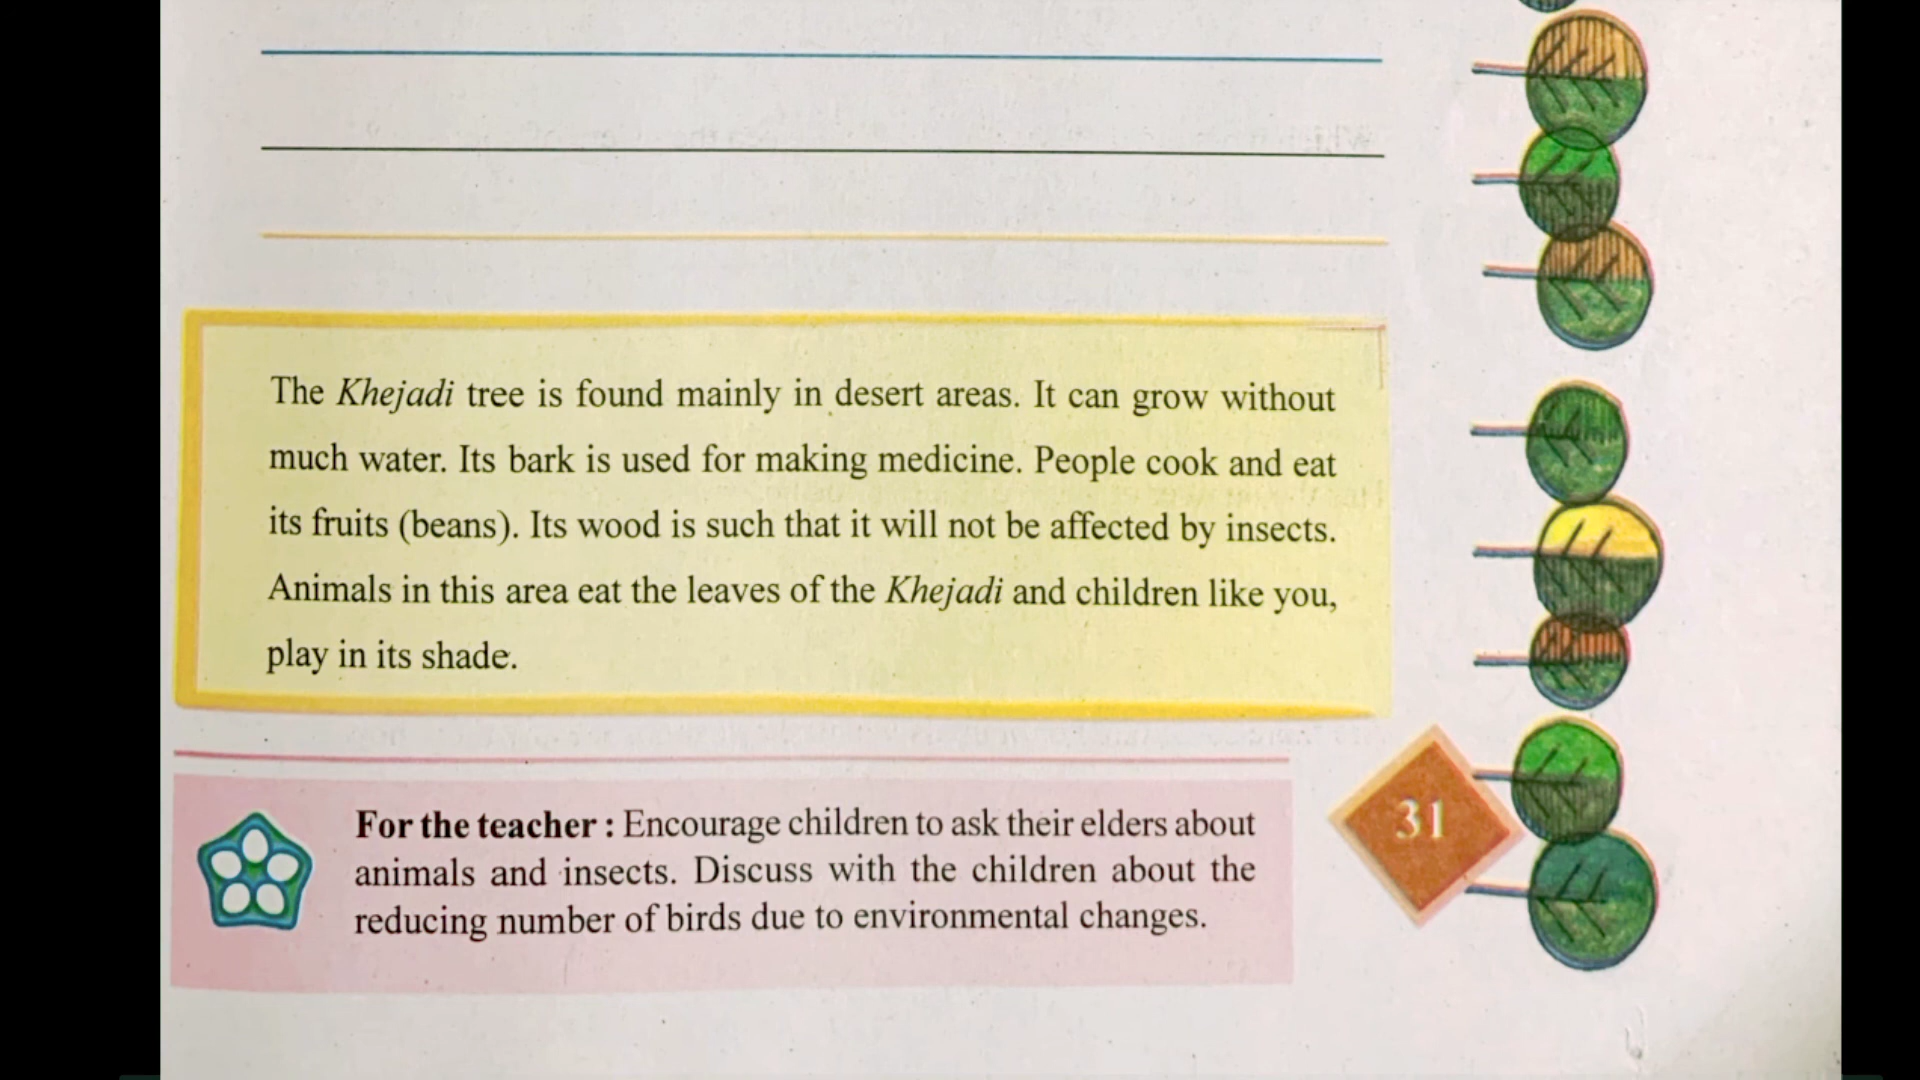 The Khejadi tree is found mainly in desert areas. It can grow without
much water. Its bark is used for making medicine. People cook and eat
its fruits (beans). Its wood is such that it will not be affected by insects.
Animals in this area eat the leaves of the Khejadi and children like you,
play in its shade.
For the teacher : Encourage children to ask their elders about
animals and insects. Discuss with the children about the
reducing number of birds due to environmental changes.
31